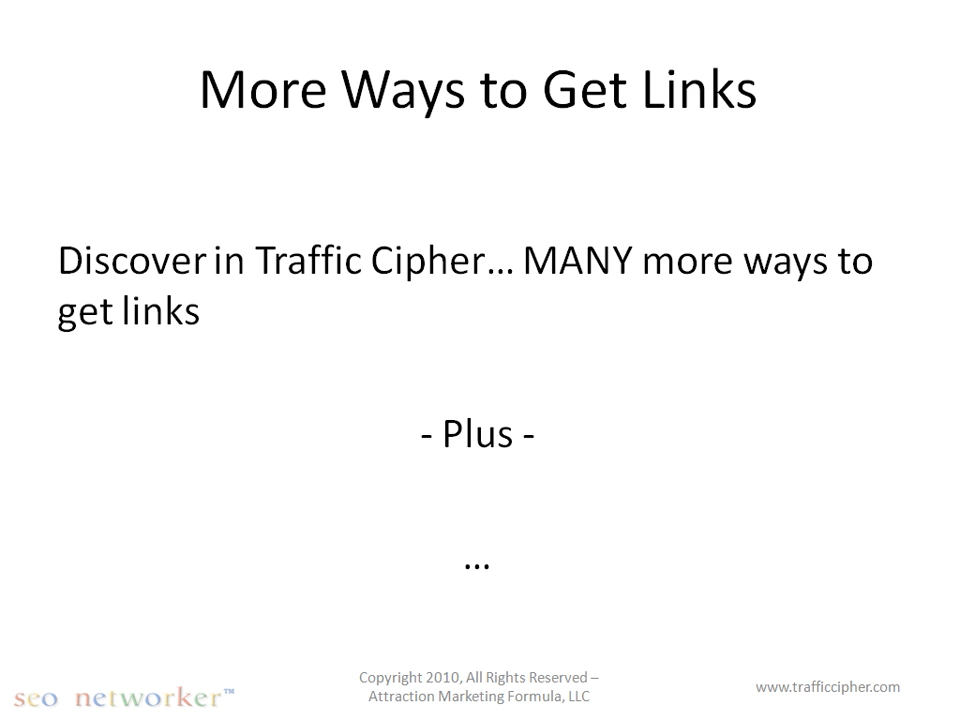 More Ways to Get Links
Discover in Traffic Cipher… MANY more ways to
get links
- Plus -
…
seo networker™
Copyright 2010, All Rights Reserved –
Attraction Marketing Formula, LLC
www.trafficcipher.com